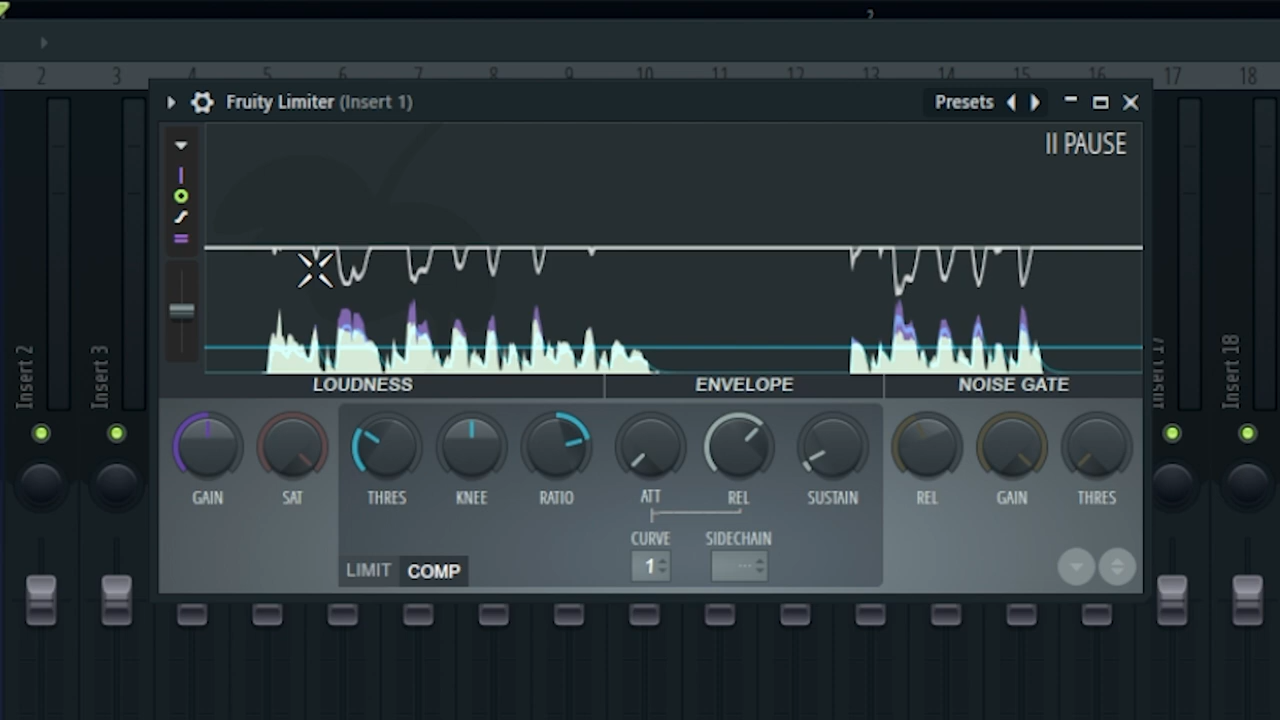 2 3 4 5 6 7 8 9 10 11 12 13 14 15 16 17 18
Fruity Limiter (Insert 1) Presets
II PAUSE
LOUDNESS ENVELOPE NOISE GATE
GAIN SAT THRES KNEE RATIO ATT REL SUSTAIN REL GAIN THRES
CURVE SIDECHAIN
LIMIT COMP 1 ---
Insert 2
Insert 3
Insert 17
Insert 18